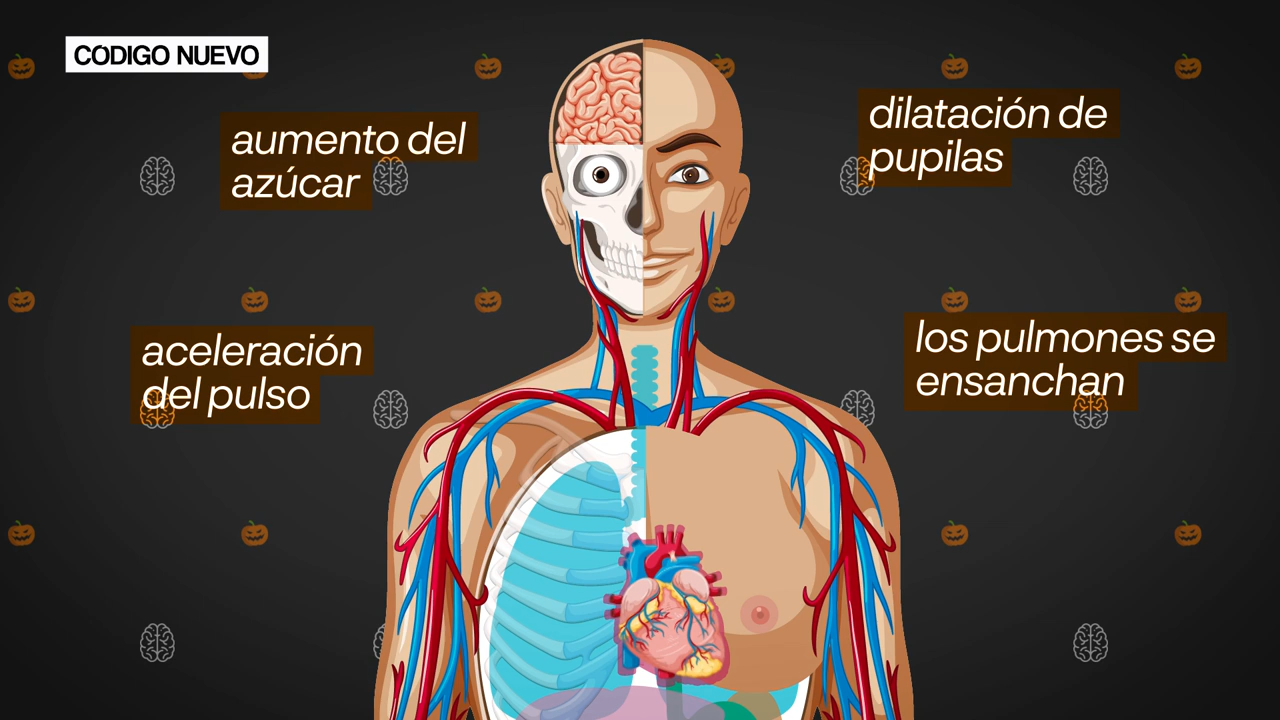 CÓDIGO NUEVO
aumento del
azúcar
dilatación de
pupilas
aceleración
del pulso
los pulmones se
ensanchan